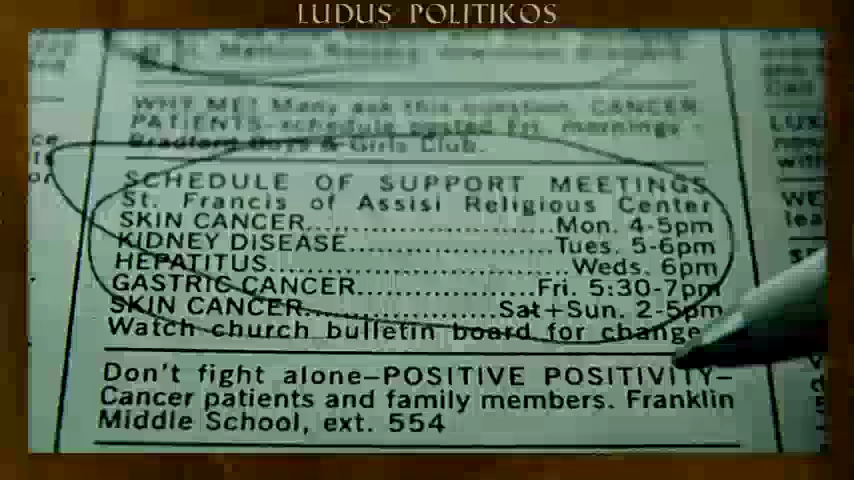 LUDUS POLITIKOS
WHY ME! Many ask this question. CANCER
PATIENTS-schedule posted Fri. mornings -
Bradford Boys & Girls Club.
SCHEDULE OF SUPPORT MEETINGS
St. Francis of Assisi Religious Center
SKIN CANCER..............................Mon. 4-5pm
KIDNEY DISEASE.........................Tues. 5-6pm
HEPATITUS...................................Weds. 6pm
GASTRIC CANCER......................Fri. 5:30-7pm
SKIN CANCER.......................Sat+Sun. 2-5pm
Watch church bulletin board for change
Don't fight alone–POSITIVE POSITIVITY–
Cancer patients and family members. Franklin
Middle School, ext. 554